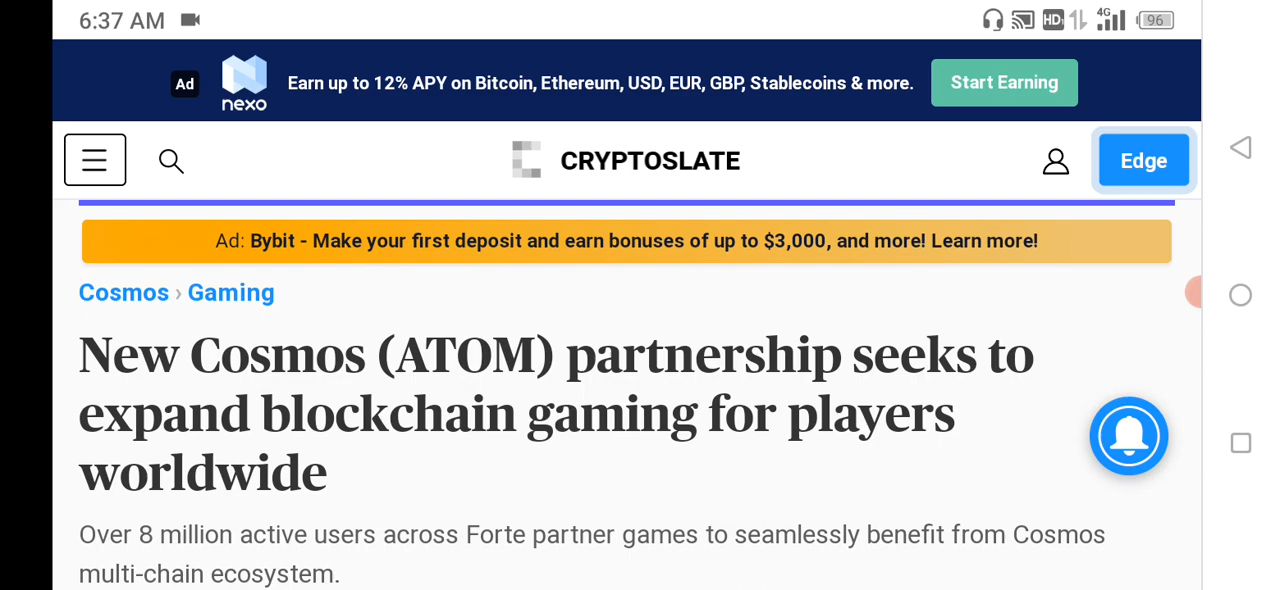 6:37 AM
HD 4G 96
Ad nexo Earn up to 12% APY on Bitcoin, Ethereum, USD, EUR, GBP, Stablecoins & more. Start Earning
CRYPTOSLATE Edge
Ad: Bybit - Make your first deposit and earn bonuses of up to $3,000, and more! Learn more!
Cosmos › Gaming
New Cosmos (ATOM) partnership seeks to
expand blockchain gaming for players
worldwide
Over 8 million active users across Forte partner games to seamlessly benefit from Cosmos
multi-chain ecosystem.